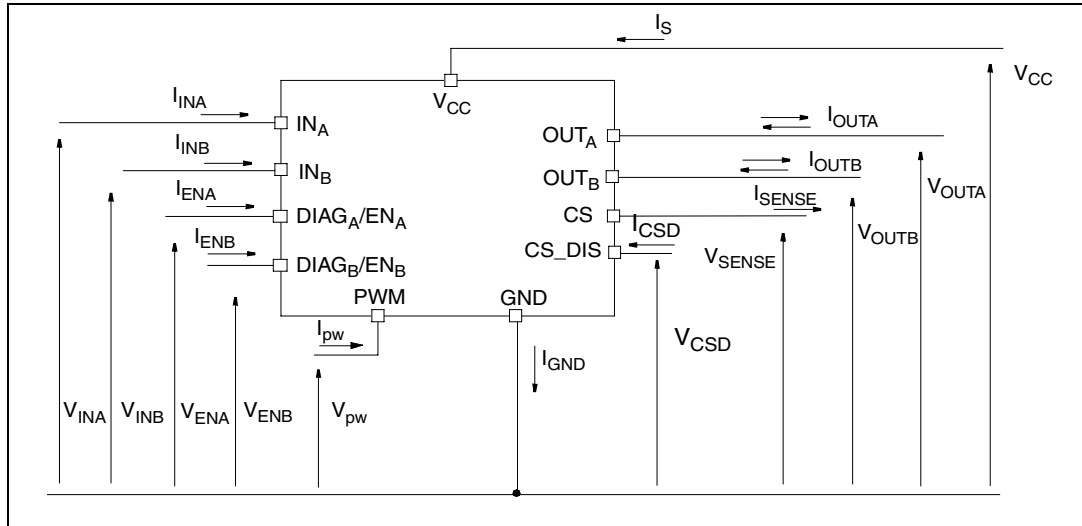 I_S
V_CC
V_CC
I_INA
IN_A
OUT_A
I_OUTA
I_INB
IN_B
OUT_B
I_OUTB
I_ENA
DIAG_A/EN_A
CS
I_SENSE
V_OUTA
I_ENB
DIAG_B/EN_B
CS_DIS
I_CSD
V_SENSE
V_OUTB
PWM
GND
I_pw
I_GND
V_CSD
V_INA
V_INB
V_ENA
V_ENB
V_pw